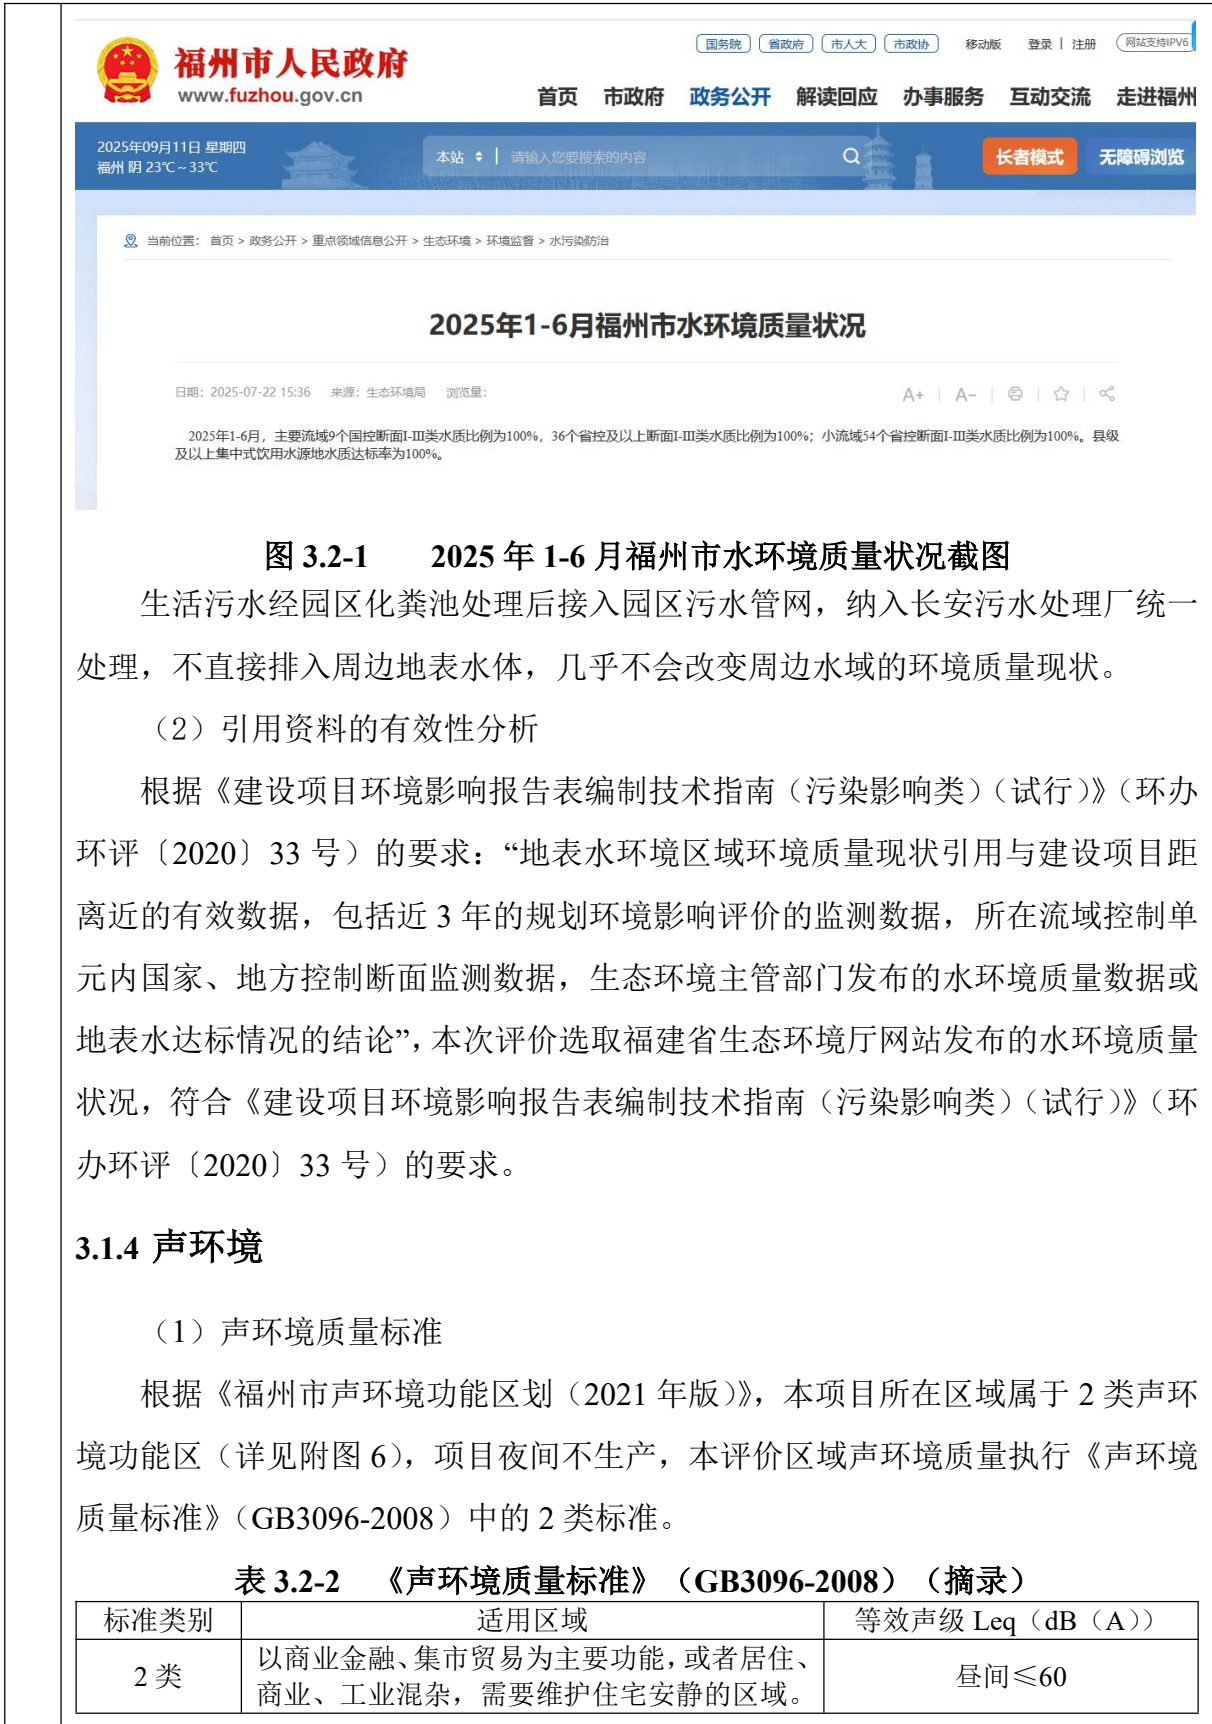 福州市人民政府
www.fuzhou.gov.cn
国务院 省政府 市人大 市政协 移动版 登录 | 注册 网站支持IPV6
首页 市政府 政务公开 解读回应 办事服务 互动交流 走进福州
2025年09月11日 星期四
福州 阴 23℃ ~ 33℃
本站 请输入您要搜索的内容
长者模式 无障碍浏览
当前位置： 首页 > 政务公开 > 重点领域信息公开 > 生态环境 > 环境监督 > 水污染防治
2025年1-6月福州市水环境质量状况
日期：2025-07-22 15:36 来源：生态环境局 浏览量：
A+ | A- | | |
2025年1-6月，主要流域9个国控断面I-III类水质比例为100%，36个省控及以上断面I-III类水质比例为100%；小流域54个省控断面I-III类水质比例为100%。县级
及以上集中式饮用水源地水质达标率为100%。
图 3.2-1 2025 年 1-6 月福州市水环境质量状况截图
生活污水经园区化粪池处理后接入园区污水管网，纳入长安污水处理厂统一
处理，不直接排入周边地表水体，几乎不会改变周边水域的环境质量现状。
（2）引用资料的有效性分析
根据《建设项目环境影响报告表编制技术指南（污染影响类）（试行）》（环办
环评〔2020〕33 号）的要求：“地表水环境区域环境质量现状引用与建设项目距
离近的有效数据，包括近 3 年的规划环境影响评价的监测数据，所在流域控制单
元内国家、地方控制断面监测数据，生态环境主管部门发布的水环境质量数据或
地表水达标情况的结论”，本次评价选取福建省生态环境厅网站发布的水环境质量
状况，符合《建设项目环境影响报告表编制技术指南（污染影响类）（试行）》（环
办环评〔2020〕33 号）的要求。
3.1.4 声环境
（1）声环境质量标准
根据《福州市声环境功能区划（2021 年版）》，本项目所在区域属于 2 类声环
境功能区（详见附图 6），项目夜间不生产，本评价区域声环境质量执行《声环境
质量标准》（GB3096-2008）中的 2 类标准。
表 3.2-2 《声环境质量标准》（GB3096-2008）（摘录）
标准类别 适用区域 等效声级 Leq（dB（A））
2 类 以商业金融、集市贸易为主要功能，或者居住、
商业、工业混杂，需要维护住宅安静的区域。 昼间≤60